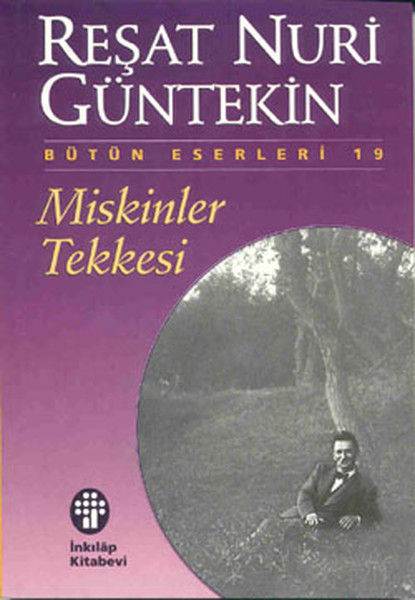 REŞAT NURİ
GÜNTEKİN
BÜTÜN ESERLERİ 19
Miskinler
Tekkesi
İnkılâp
Kitabevi